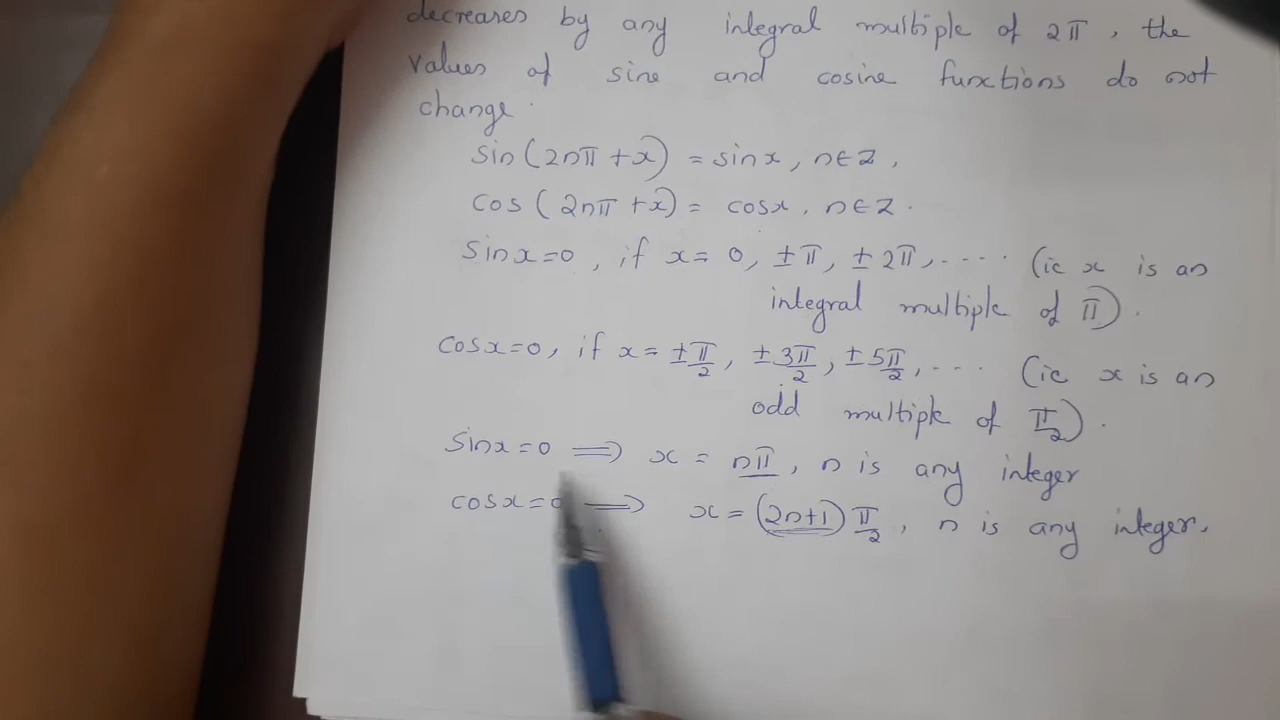 decreases by any integral multiple of 2π, the
values of sine and cosine functions do not
change.
sin(2nπ + x) = sin x, n ∈ Z,
cos(2nπ + x) = cos x, n ∈ Z.
sin x = 0, if x = 0, ±π, ±2π, .... (ie x is an
integral multiple of π).
cos x = 0, if x = ±π/2, ±3π/2, ±5π/2, ... (ie x is an
odd multiple of π/2).
sin x = 0 ⟹ x = nπ, n is any integer
cos x = 0 ⟹ x = (2n+1) π/2, n is any integer.